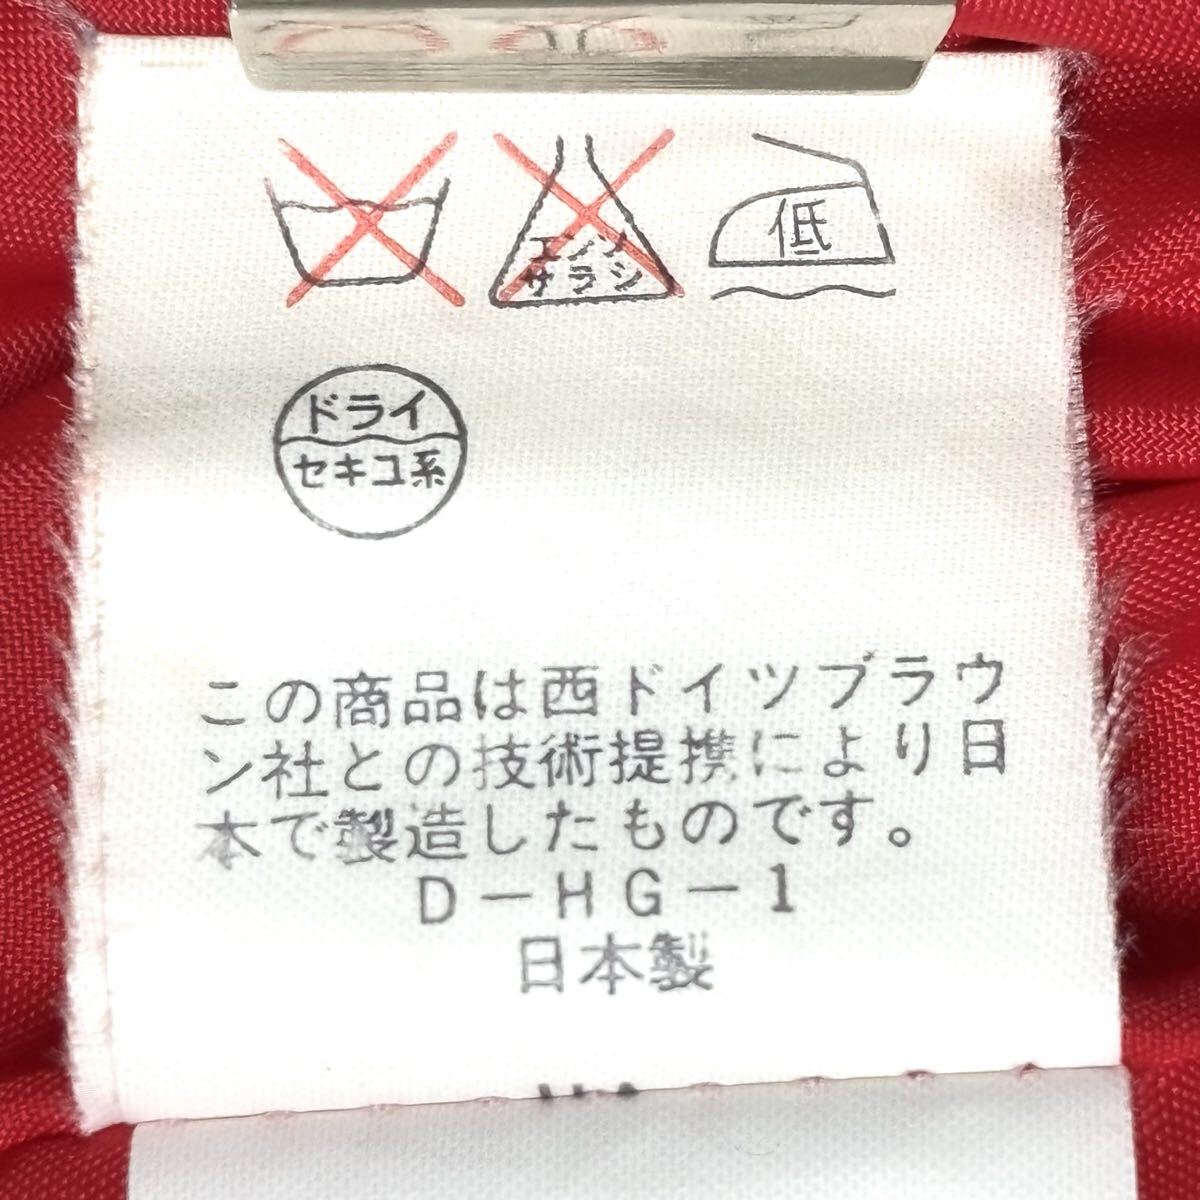 エンソ
サラシ
低
ドライ
セキユ系
この商品は西ドイツブラウ
ン社との技術提携により日
本で製造したものです。
D－HG－1
日本製